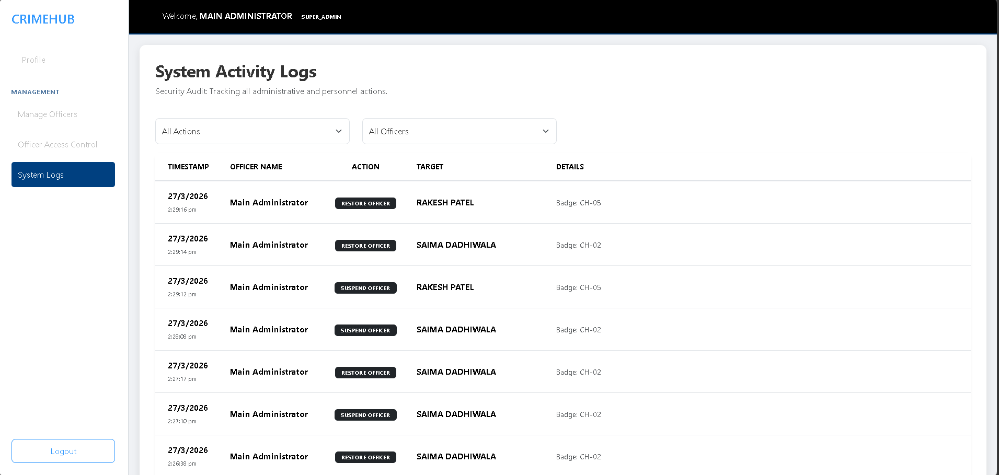 CRIMEHUB
Profile
MANAGEMENT
Manage Officers
Officer Access Control
System Logs
Logout
Welcome, MAIN ADMINISTRATOR SUPER_ADMIN
System Activity Logs
Security Audit: Tracking all administrative and personnel actions.
All Actions
All Officers
TIMESTAMP OFFICER NAME ACTION TARGET DETAILS
27/3/2026
2:29:16 pm
Main Administrator RESTORE OFFICER RAKESH PATEL Badge: CH-05
27/3/2026
2:29:14 pm
Main Administrator RESTORE OFFICER SAIMA DADHIWALA Badge: CH-02
27/3/2026
2:29:12 pm
Main Administrator SUSPEND OFFICER RAKESH PATEL Badge: CH-05
27/3/2026
2:28:08 pm
Main Administrator SUSPEND OFFICER SAIMA DADHIWALA Badge: CH-02
27/3/2026
2:27:17 pm
Main Administrator RESTORE OFFICER SAIMA DADHIWALA Badge: CH-02
27/3/2026
2:27:10 pm
Main Administrator SUSPEND OFFICER SAIMA DADHIWALA Badge: CH-02
27/3/2026
2:26:38 pm
Main Administrator RESTORE OFFICER SAIMA DADHIWALA Badge: CH-02